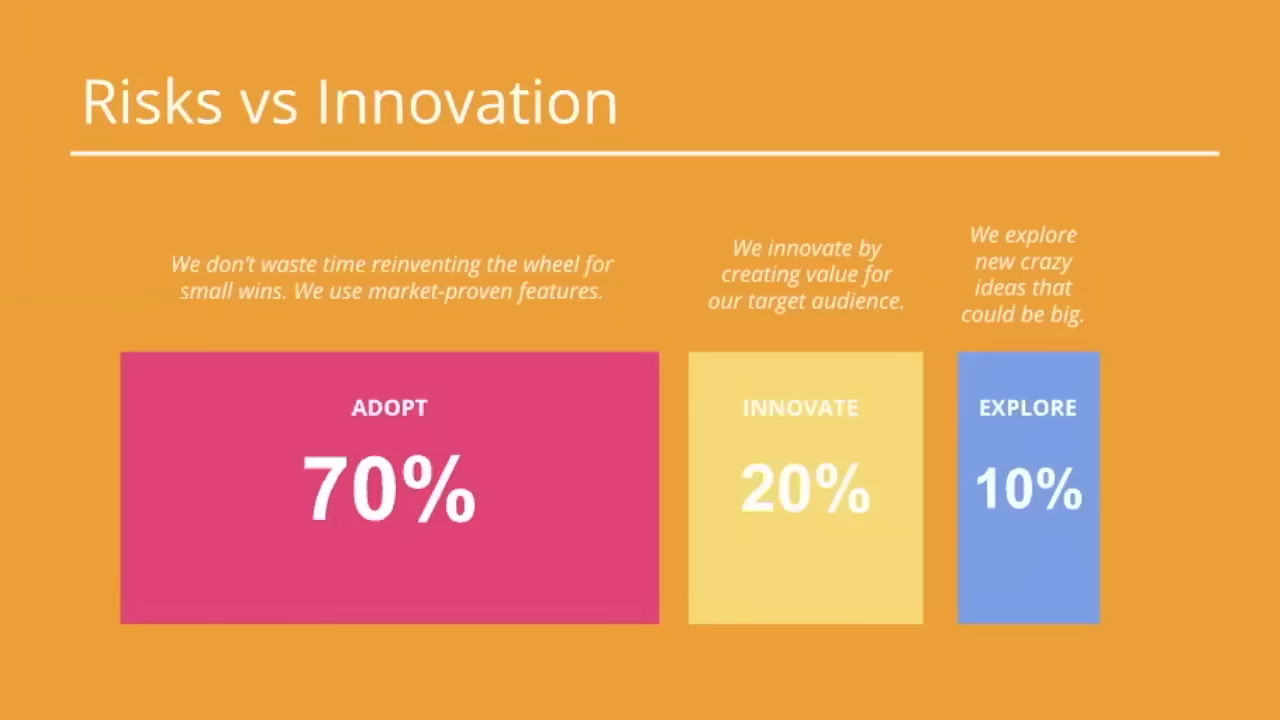 Risks vs Innovation
We don't waste time reinventing the wheel for
small wins. We use market-proven features.
We innovate by
creating value for
our target audience.
We explore
new crazy
ideas that
could be big.
ADOPT
70%
INNOVATE
20%
EXPLORE
10%